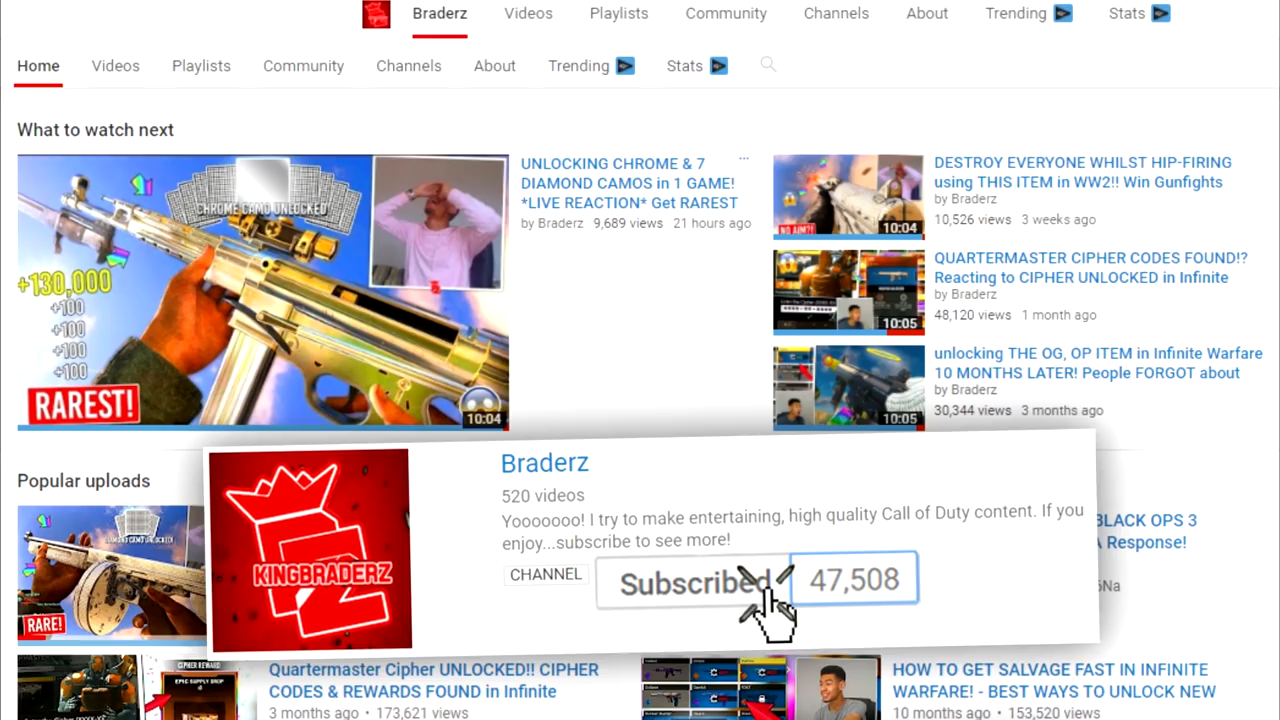 Braderz Videos Playlists Community Channels About Trending Stats
Home Videos Playlists Community Channels About Trending Stats
What to watch next
CHROME CAMO UNLOCKED!
+130,000
+100
+100
+100
+100
RAREST!
10:04
UNLOCKING CHROME & 7
DIAMOND CAMOS in 1 GAME!
*LIVE REACTION* Get RAREST
by Braderz 9,689 views 21 hours ago
NO AIM?!
10:04
DESTROY EVERYONE WHILST HIP-FIRING
using THIS ITEM in WW2!! Win Gunfights
10,526 views 3 weeks ago
10:05
QUARTERMASTER CIPHER CODES FOUND!?
Reacting to CIPHER UNLOCKED in Infinite
by Braderz
48,120 views 1 month ago
10:05
unlocking THE OG, OP ITEM in Infinite Warfare
10 MONTHS LATER! People FORGOT about
by Braderz
30,344 views 3 months ago
Popular uploads
DIAMOND CAMO UNLOCKED!
RARE!
KINGBRADERZ
Braderz
520 videos
Yooooooo! I try to make entertaining, high quality Call of Duty content. If you
enjoy...subscribe to see more!
CHANNEL
Subscribed 47,508
BLACK OPS 3
Response!
CIPHER REWARD
EPIC SUPPLY DROP
Quartermaster Cipher UNLOCKED!! CIPHER
CODES & REWARDS FOUND in Infinite
3 months ago • 173,621 views
HOW TO GET SALVAGE FAST IN INFINITE
WARFARE! - BEST WAYS TO UNLOCK NEW
10 months ago • 153,520 views